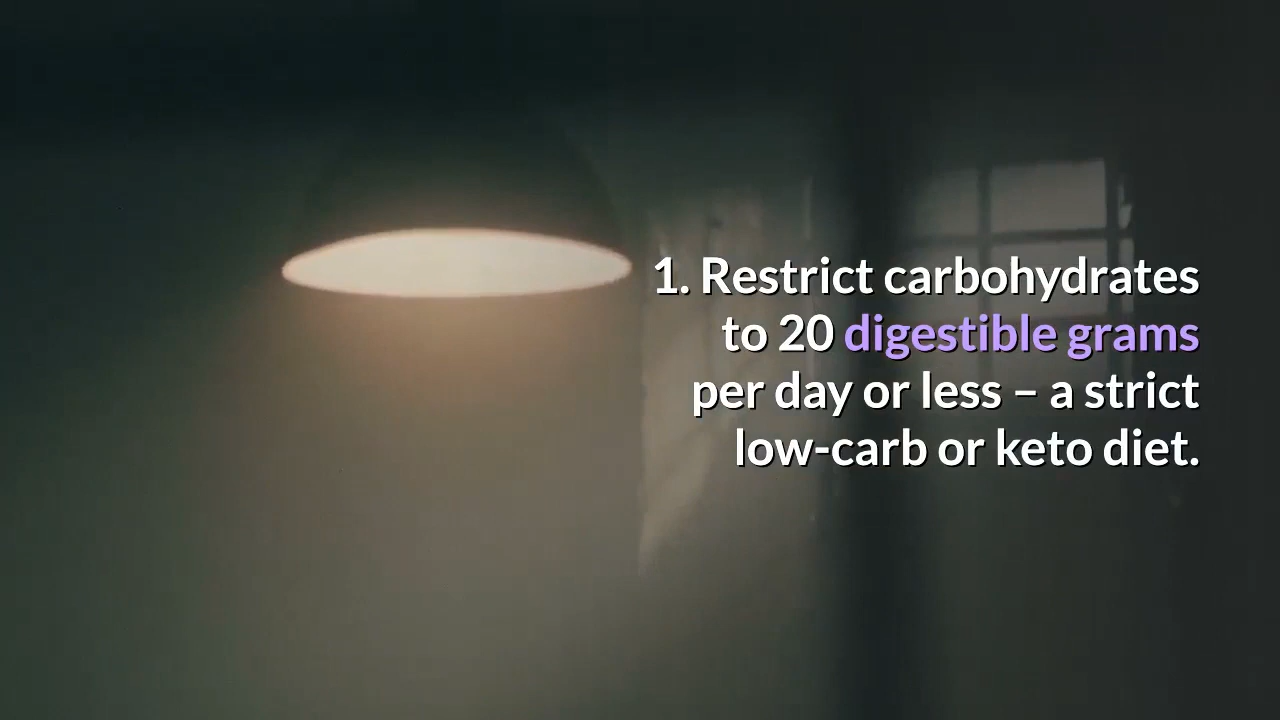 1. Restrict carbohydrates
to 20 digestible grams
per day or less – a strict
low-carb or keto diet.